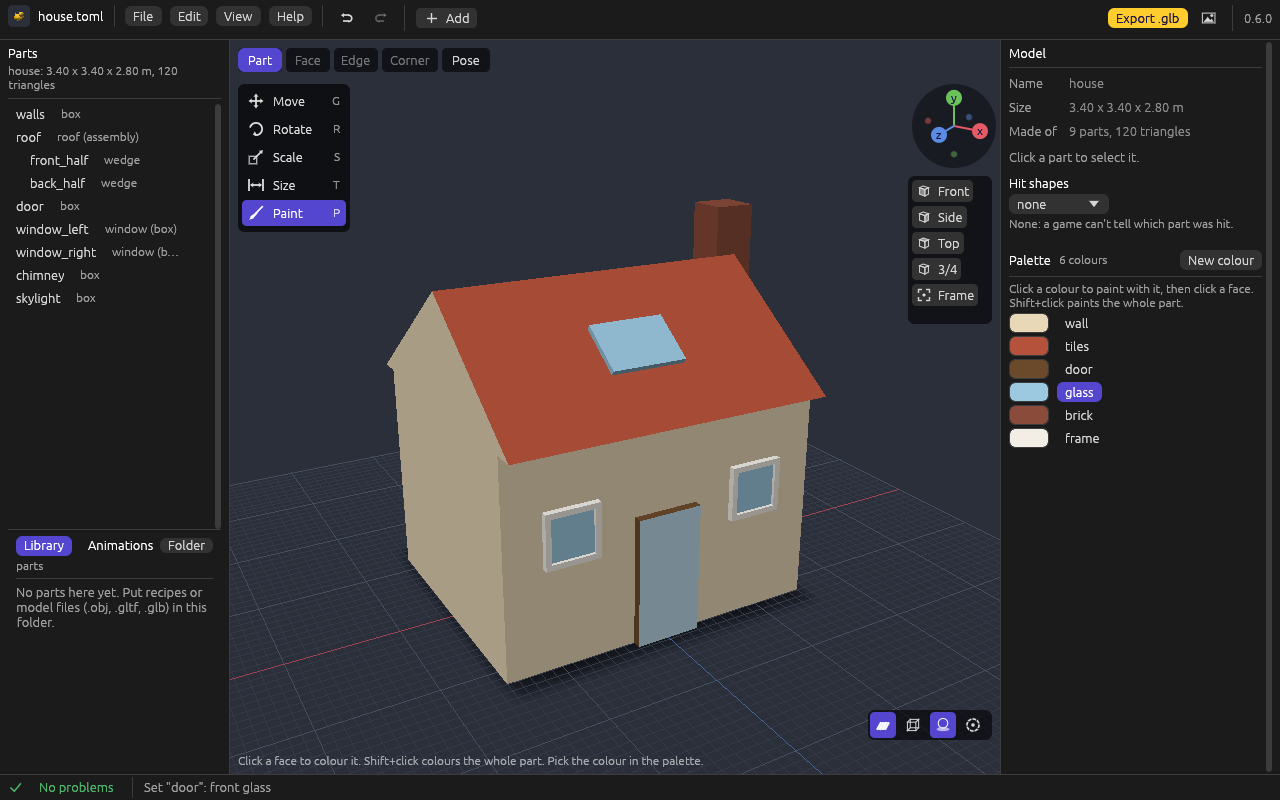 house.toml File Edit View Help + Add Export .glb 0.6.0
Parts
house: 3.40 x 3.40 x 2.80 m, 120
triangles
walls box
roof roof (assembly)
front_half wedge
back_half wedge
door box
window_left window (box)
window_right window (b...
chimney box
skylight box
Library Animations Folder
parts
No parts here yet. Put recipes or
model files (.obj, .gltf, .glb) in this
folder.
Part Face Edge Corner Pose
Move G
Rotate R
Scale S
Size T
Paint P
y
x
z
Front
Side
Top
3/4
Frame
Click a face to colour it. Shift+click colours the whole part. Pick the colour in the palette.
Model
Name house
Size 3.40 x 3.40 x 2.80 m
Made of 9 parts, 120 triangles
Click a part to select it.
Hit shapes
none
None: a game can't tell which part was hit.
Palette 6 colours New colour
Click a colour to paint with it, then click a face.
Shift+click paints the whole part.
wall
tiles
door
glass
brick
frame
No problems Set "door": front glass